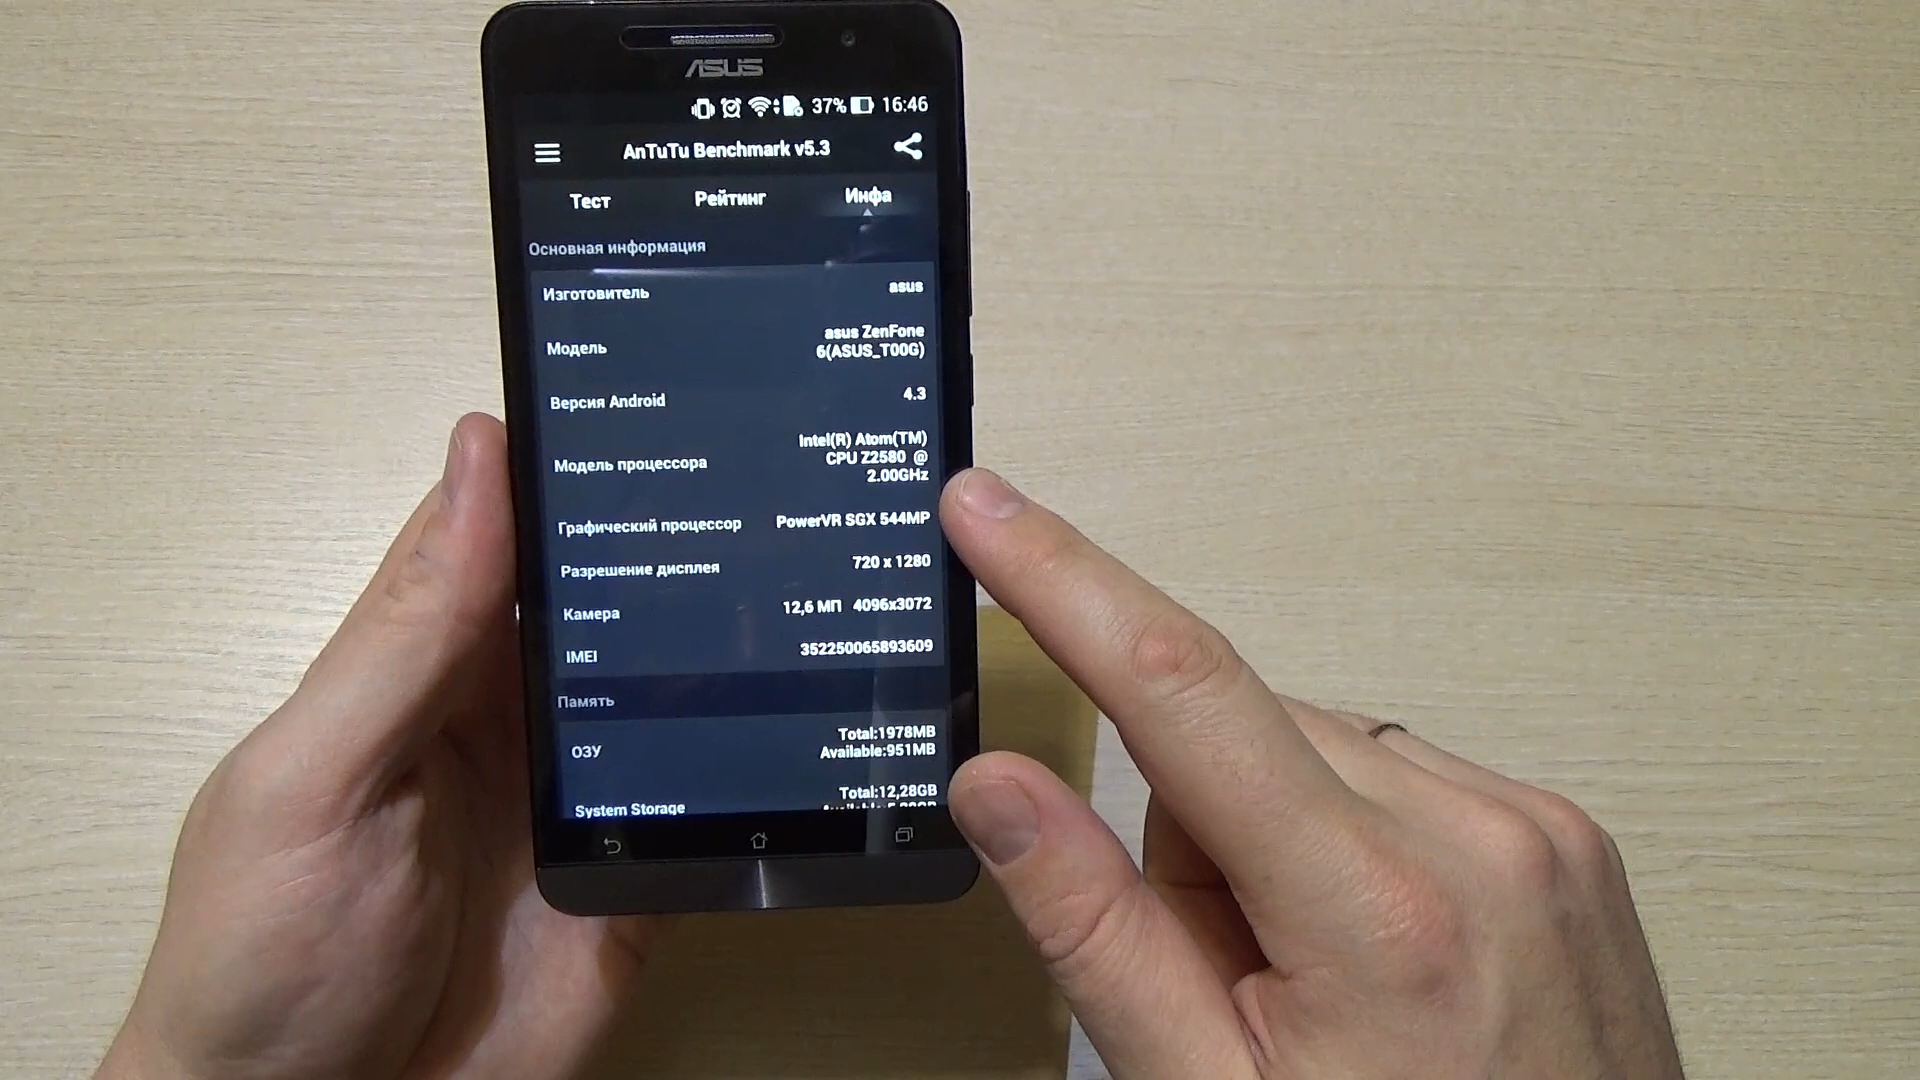 ASUS
37% 16:46
AnTuTu Benchmark v5.3
Тест Рейтинг Инфа
Основная информация
Изготовитель asus
Модель asus ZenFone
6(ASUS_T00G)
Версия Android 4.3
Модель процессора Intel(R) Atom(TM)
CPU Z2580 @
2.00GHz
Графический процессор PowerVR SGX 544MP
Разрешение дисплея 720 x 1280
Камера 12,6 МП 4096x3072
IMEI 352250065893609
Память
ОЗУ Total:1978MB
Available:951MB
System Storage Total:12,28GB